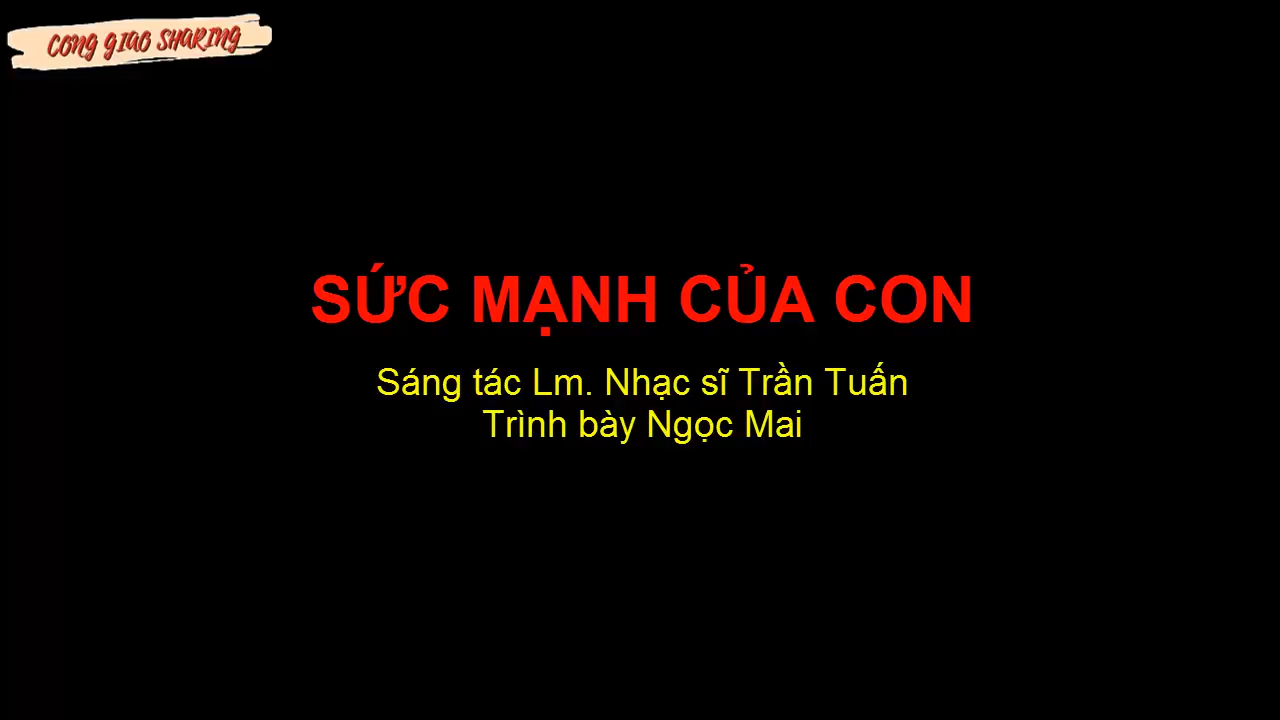 CONG GIAO SHARING
SỨC MẠNH CỦA CON
Sáng tác Lm. Nhạc sĩ Trần Tuấn
Trình bày Ngọc Mai